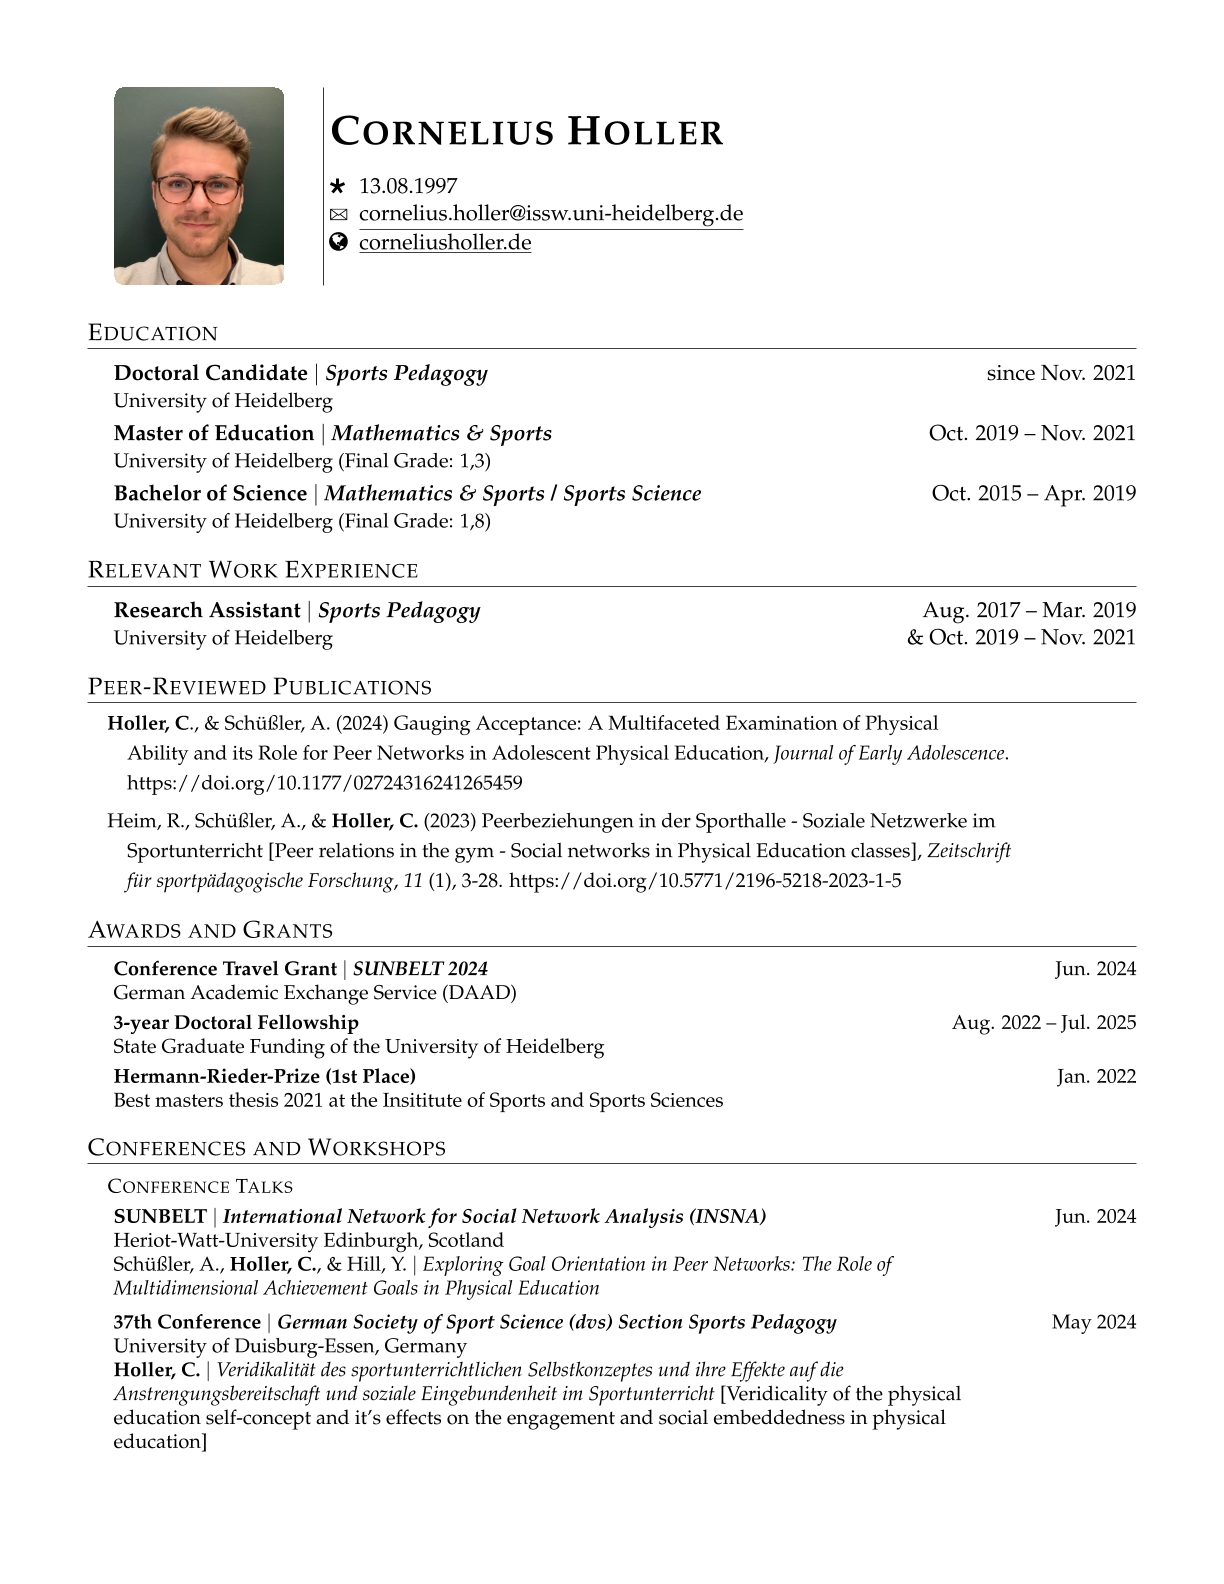 CORNELIUS HOLLER
13.08.1997
cornelius.holler@issw.uni-heidelberg.de
corneliusholler.de
EDUCATION
Doctoral Candidate | Sports Pedagogy since Nov. 2021
University of Heidelberg
Master of Education | Mathematics & Sports Oct. 2019 – Nov. 2021
University of Heidelberg (Final Grade: 1,3)
Bachelor of Science | Mathematics & Sports / Sports Science Oct. 2015 – Apr. 2019
University of Heidelberg (Final Grade: 1,8)
RELEVANT WORK EXPERIENCE
Research Assistant | Sports Pedagogy Aug. 2017 – Mar. 2019
University of Heidelberg & Oct. 2019 – Nov. 2021
PEER-REVIEWED PUBLICATIONS
Holler, C., & Schüßler, A. (2024) Gauging Acceptance: A Multifaceted Examination of Physical
Ability and its Role for Peer Networks in Adolescent Physical Education, Journal of Early Adolescence.
https://doi.org/10.1177/02724316241265459
Heim, R., Schüßler, A., & Holler, C. (2023) Peerbeziehungen in der Sporthalle - Soziale Netzwerke im
Sportunterricht [Peer relations in the gym - Social networks in Physical Education classes], Zeitschrift
für sportpädagogische Forschung, 11 (1), 3-28. https://doi.org/10.5771/2196-5218-2023-1-5
AWARDS AND GRANTS
Conference Travel Grant | SUNBELT 2024 Jun. 2024
German Academic Exchange Service (DAAD)
3-year Doctoral Fellowship Aug. 2022 – Jul. 2025
State Graduate Funding of the University of Heidelberg
Hermann-Rieder-Prize (1st Place) Jan. 2022
Best masters thesis 2021 at the Insititute of Sports and Sports Sciences
CONFERENCES AND WORKSHOPS
CONFERENCE TALKS
SUNBELT | International Network for Social Network Analysis (INSNA) Jun. 2024
Heriot-Watt-University Edinburgh, Scotland
Schüßler, A., Holler, C., & Hill, Y. | Exploring Goal Orientation in Peer Networks: The Role of
Multidimensional Achievement Goals in Physical Education
37th Conference | German Society of Sport Science (dvs) Section Sports Pedagogy May 2024
University of Duisburg-Essen, Germany
Holler, C. | Veridikalität des sportunterrichtlichen Selbstkonzeptes und ihre Effekte auf die
Anstrengungsbereitschaft und soziale Eingebundenheit im Sportunterricht [Veridicality of the physical
education self-concept and it's effects on the engagement and social embeddedness in physical
education]